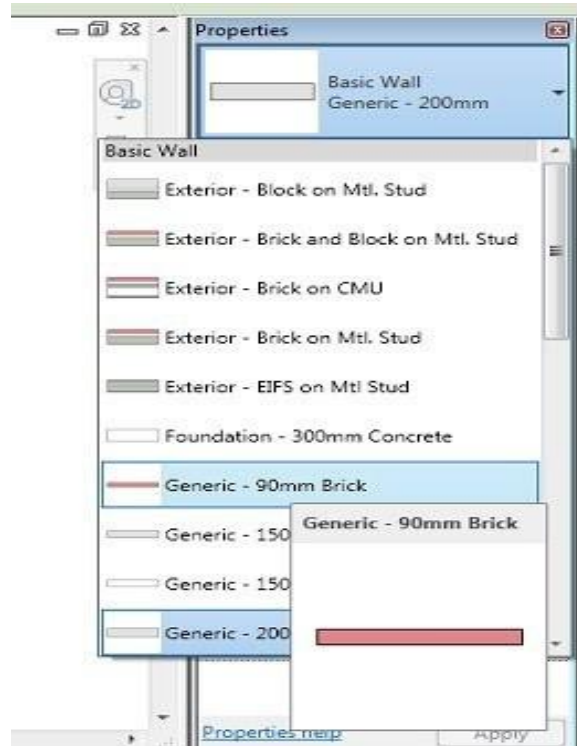 Properties
2D
Basic Wall
Generic - 200mm
Basic Wall
Exterior - Block on Mtl. Stud
Exterior - Brick and Block on Mtl. Stud
Exterior - Brick on CMU
Exterior - Brick on Mtl. Stud
Exterior - EIFS on Mtl Stud
Foundation - 300mm Concrete
Generic - 90mm Brick
Generic - 90mm Brick
Generic - 150
Generic - 150
Generic - 200
Properties help
Apply